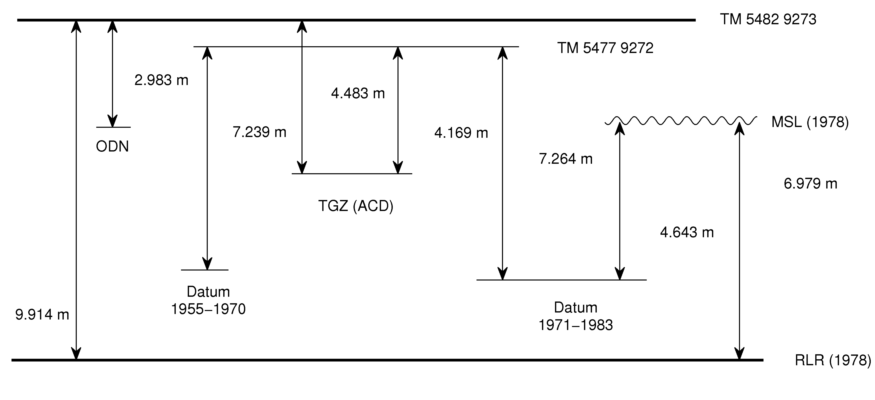 TM 5482 9273
TM 5477 9272
2.983 m
4.483 m
ODN
7.239 m
4.169 m
MSL (1978)
7.264 m
6.979 m
TGZ (ACD)
4.643 m
Datum
1955−1970
Datum
1971−1983
9.914 m
RLR (1978)